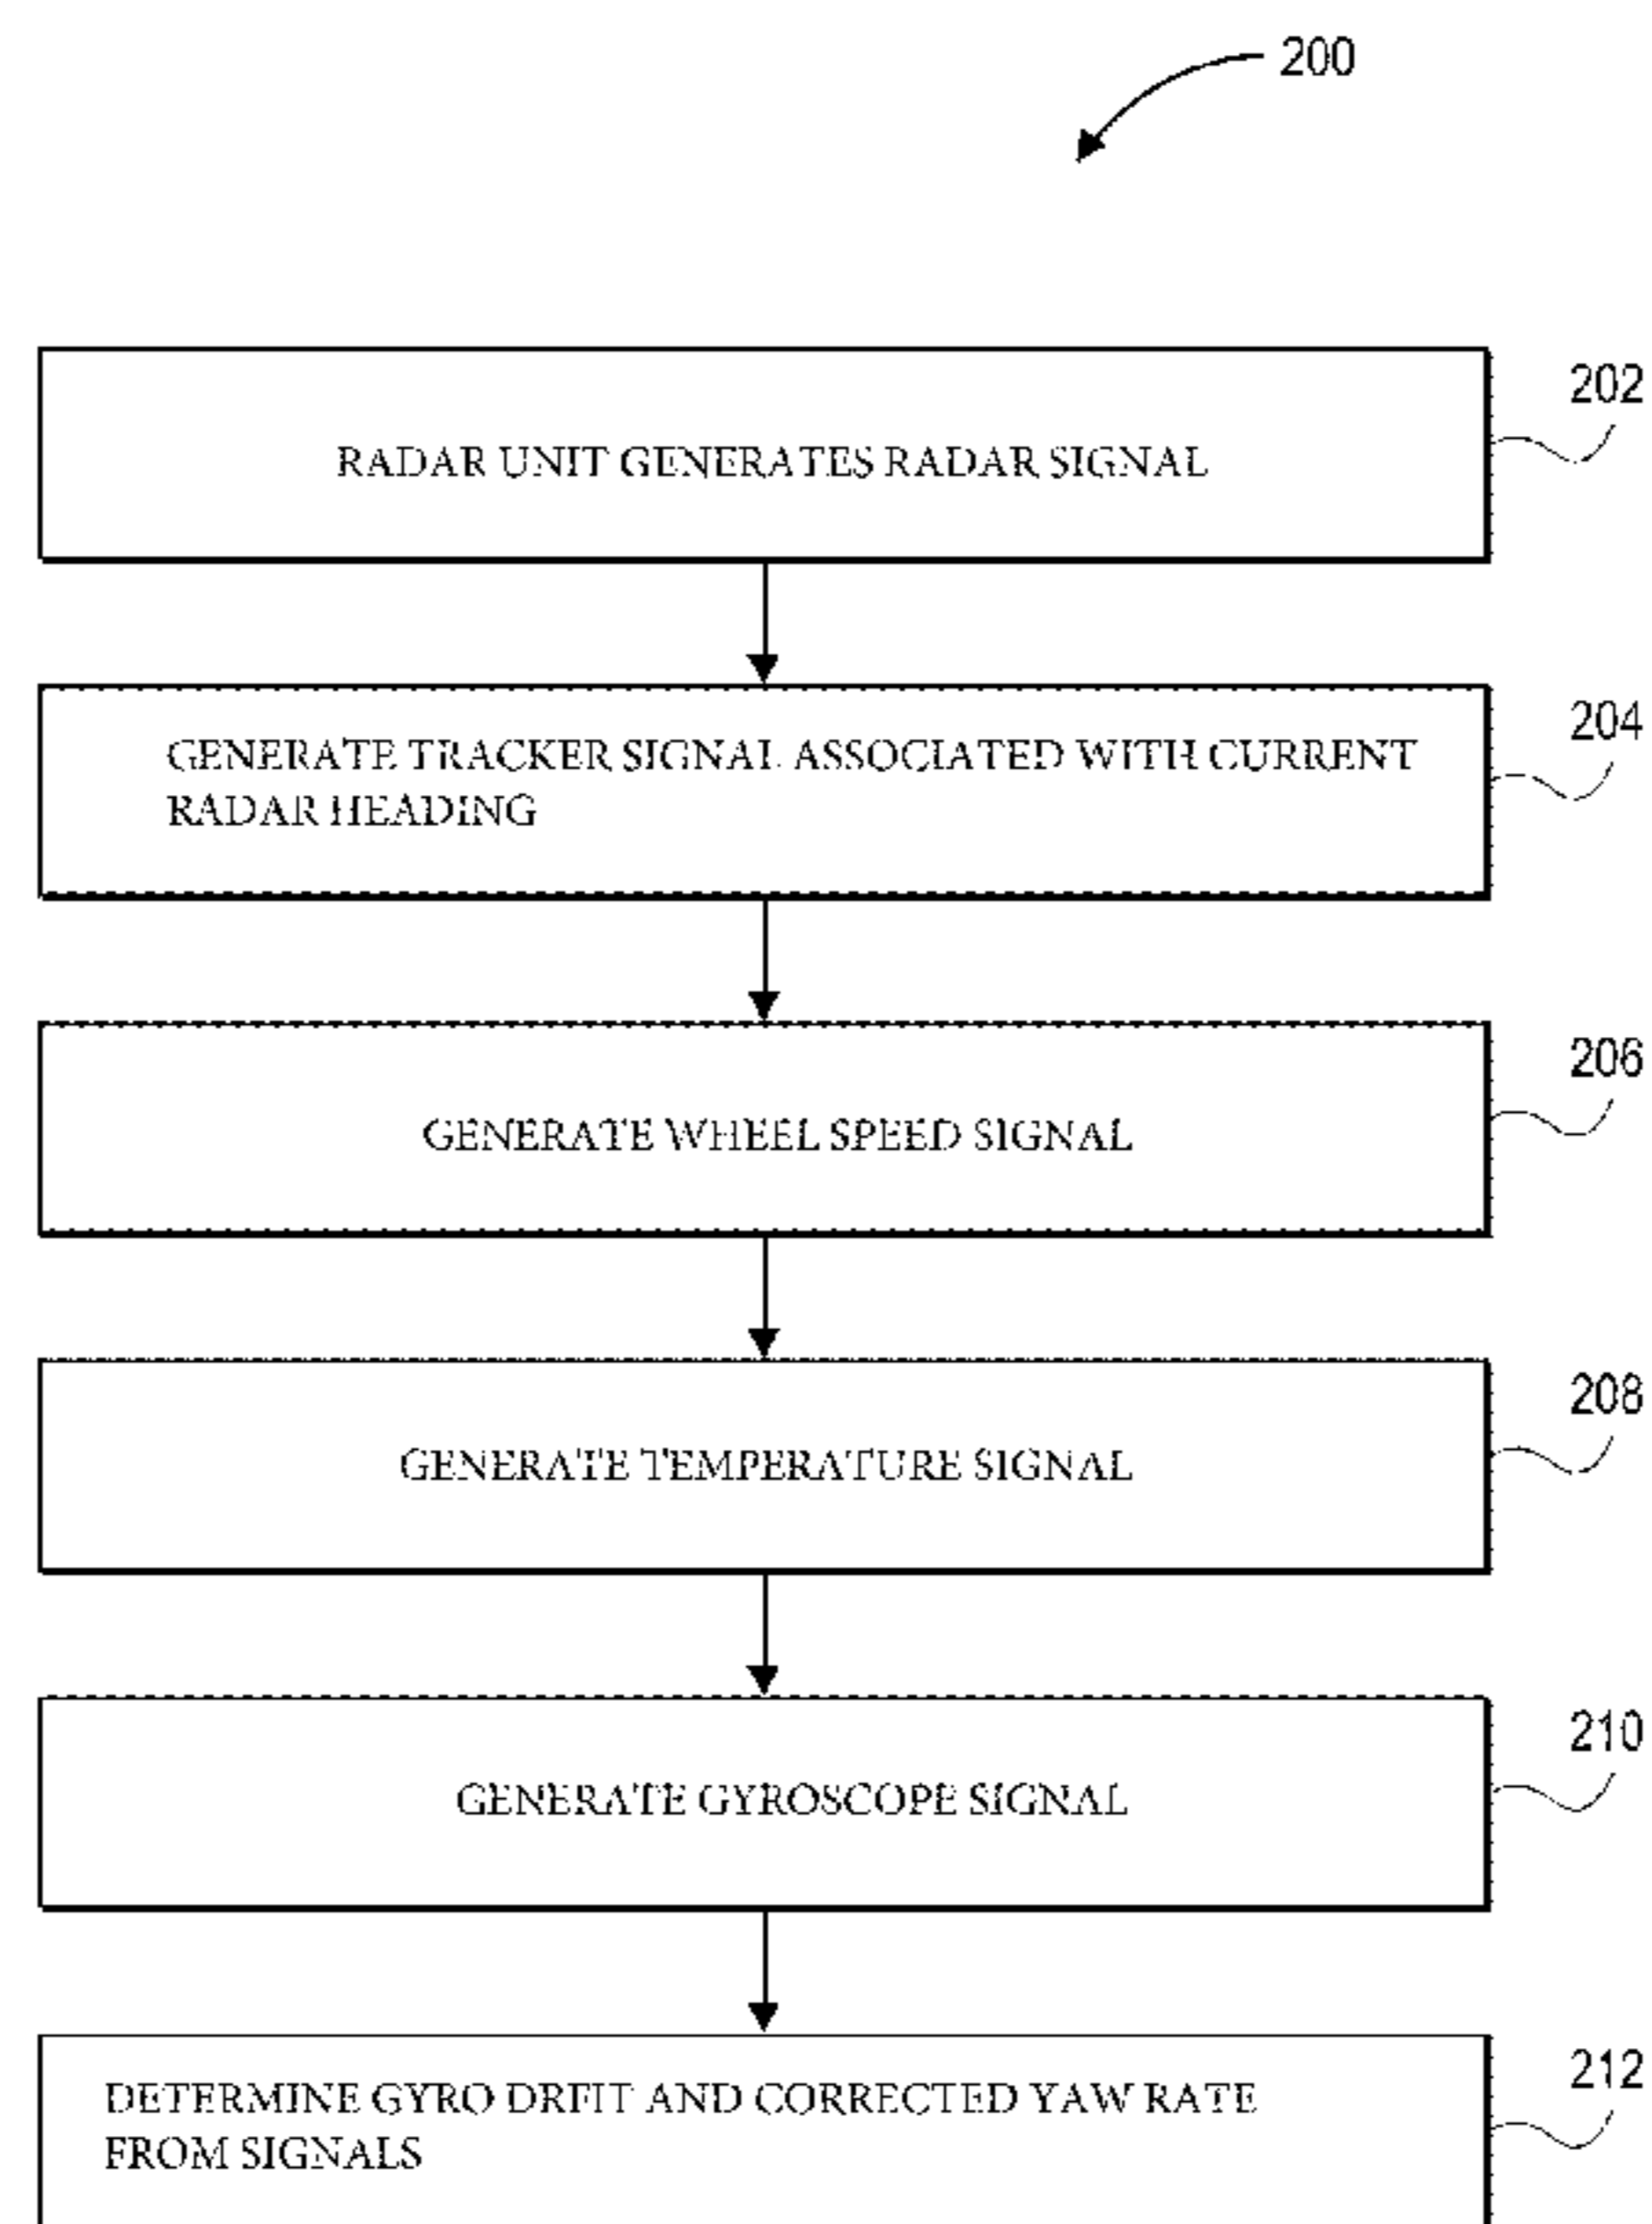 200
RADAR UNIT GENERATES RADAR SIGNAL
202
GENERATE TRACKER SIGNAL ASSOCIATED WITH CURRENT
RADAR HEADING
204
GENERATE WHEEL SPEED SIGNAL
206
GENERATE TEMPERATURE SIGNAL
208
GENERATE GYROSCOPE SIGNAL
210
DETERMINE GYRO DRFIT AND CORRECTED YAW RATE
FROM SIGNALS
212